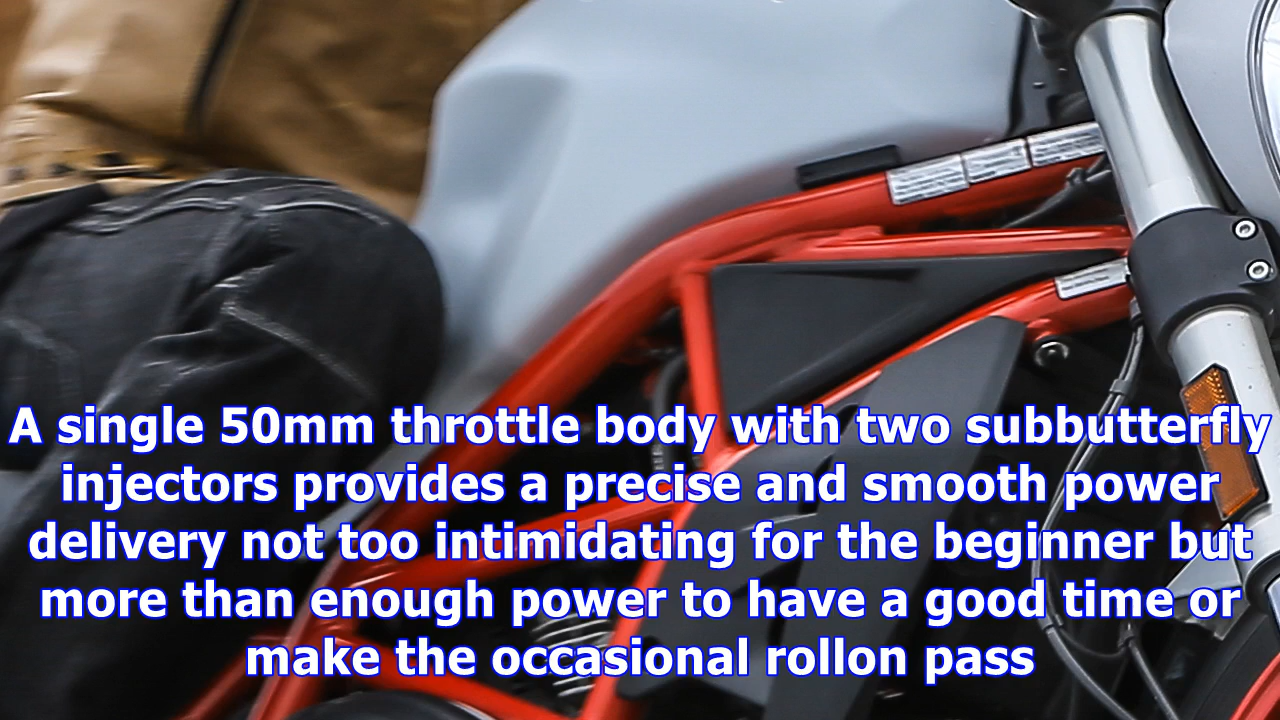 A single 50mm throttle body with two subbutterfly
injectors provides a precise and smooth power
delivery not too intimidating for the beginner but
more than enough power to have a good time or
make the occasional rollon pass